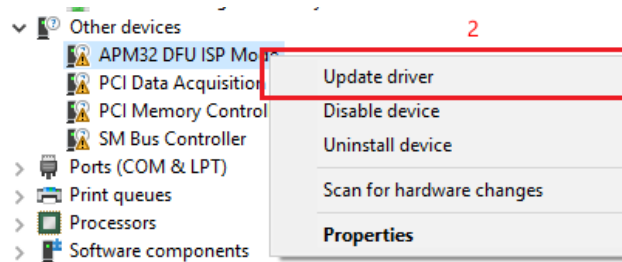 Other devices
2
APM32 DFU ISP Mode
Update driver
PCI Data Acquisition
PCI Memory Control
Disable device
SM Bus Controller
Uninstall device
Ports (COM & LPT)
Scan for hardware changes
Print queues
Processors
Properties
Software components